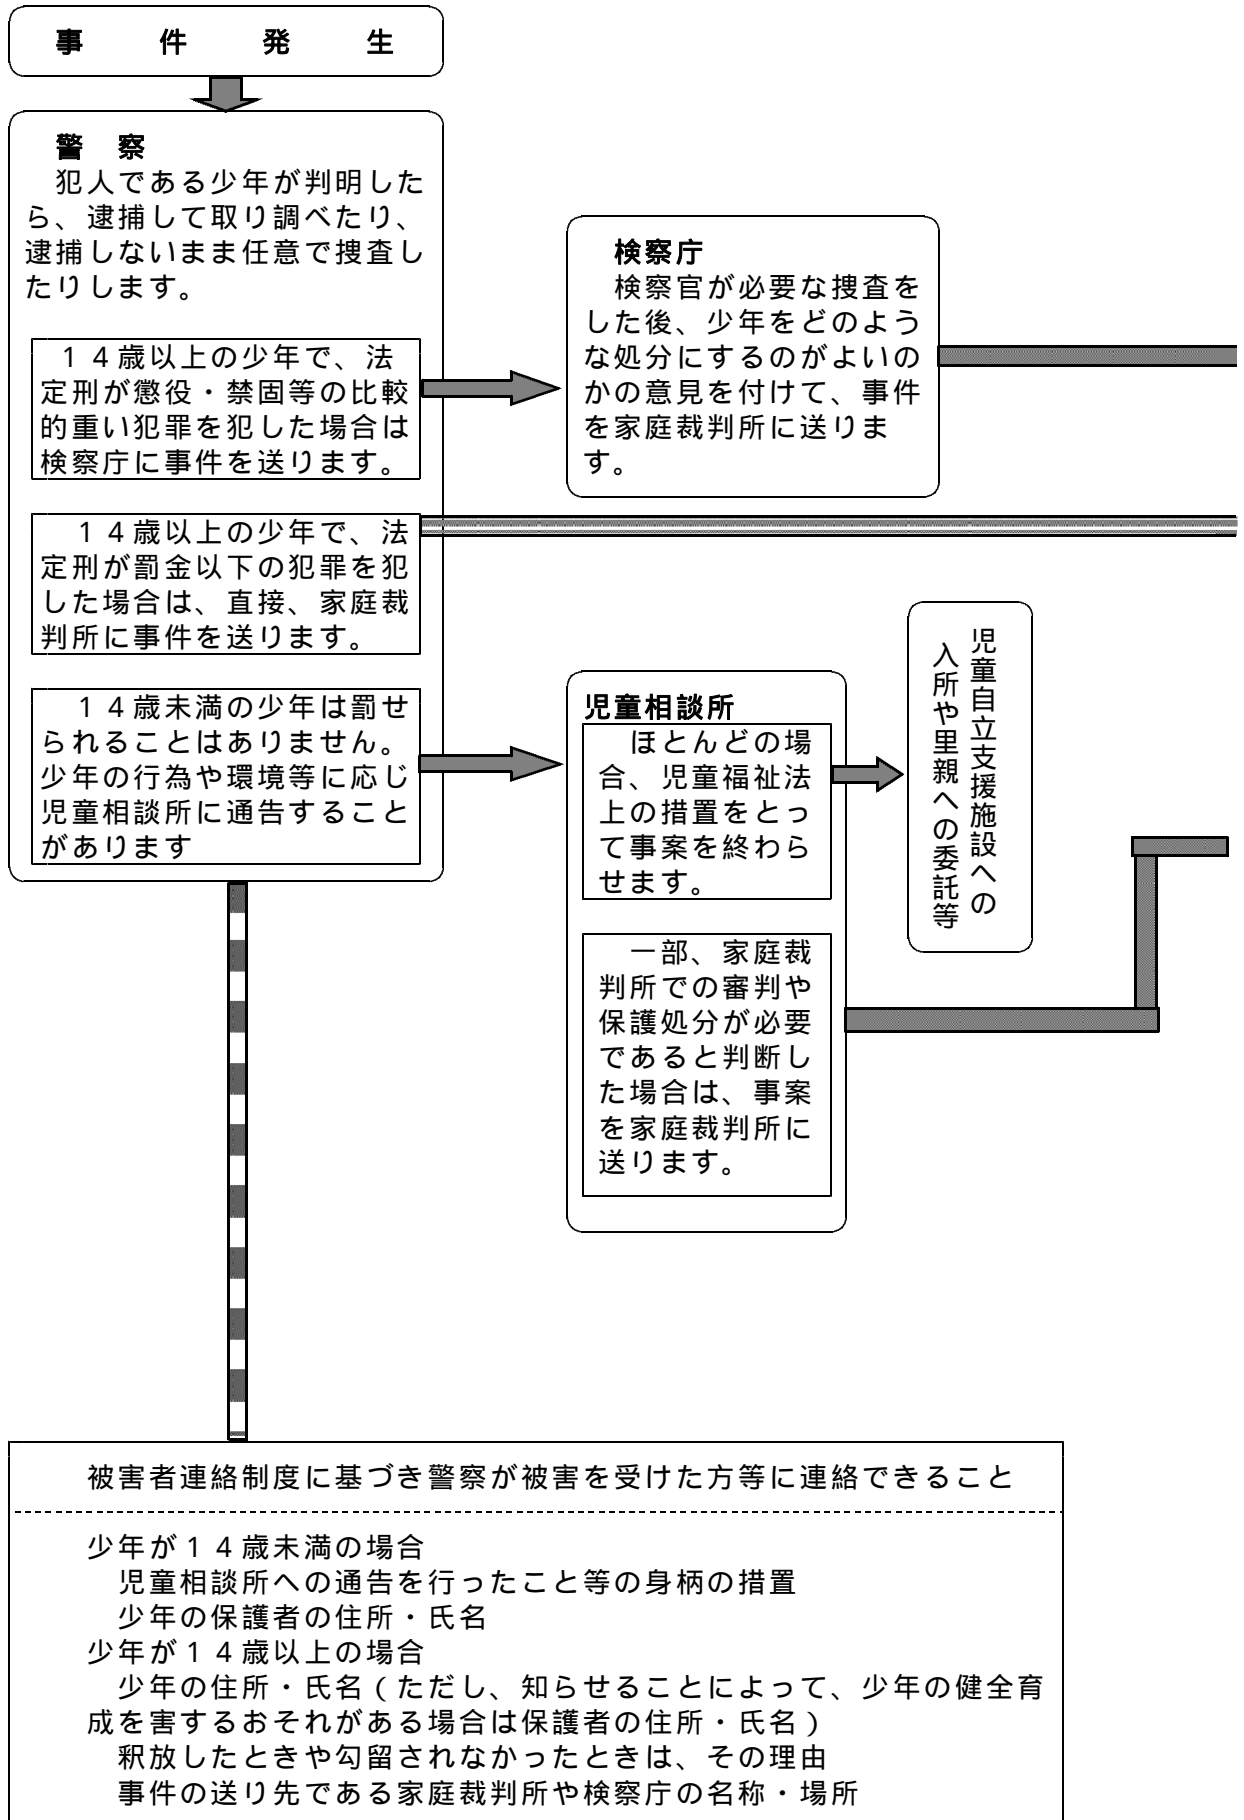 事　件　発　生
警　察
犯人である少年が判明した
ら、逮捕して取り調べたり、
逮捕しないまま任意で捜査し
たりします。
１４歳以上の少年で、法
定刑が懲役・禁固等の比較
的重い犯罪を犯した場合は
検察庁に事件を送ります。
１４歳以上の少年で、法
定刑が罰金以下の犯罪を犯
した場合は、直接、家庭裁
判所に事件を送ります。
１４歳未満の少年は罰せ
られることはありません。
少年の行為や環境等に応じ
児童相談所に通告すること
があります
検察庁
検察官が必要な捜査を
した後、少年をどのよう
な処分にするのがよいの
かの意見を付けて、事件
を家庭裁判所に送りま
す。
児童相談所
ほとんどの場
合、児童福祉法
上の措置をとっ
て事案を終わら
せます。
一部、家庭裁
判所での審判や
保護処分が必要
であると判断し
た場合は、事案
を家庭裁判所に
送ります。
児童自立支援施設への
入所や里親への委託等
被害者連絡制度に基づき警察が被害を受けた方等に連絡できること
少年が１４歳未満の場合
児童相談所への通告を行ったこと等の身柄の措置
少年の保護者の住所・氏名
少年が１４歳以上の場合
少年の住所・氏名（ただし、知らせることによって、少年の健全育
成を害するおそれがある場合は保護者の住所・氏名）
釈放したときや勾留されなかったときは、その理由
事件の送り先である家庭裁判所や検察庁の名称・場所